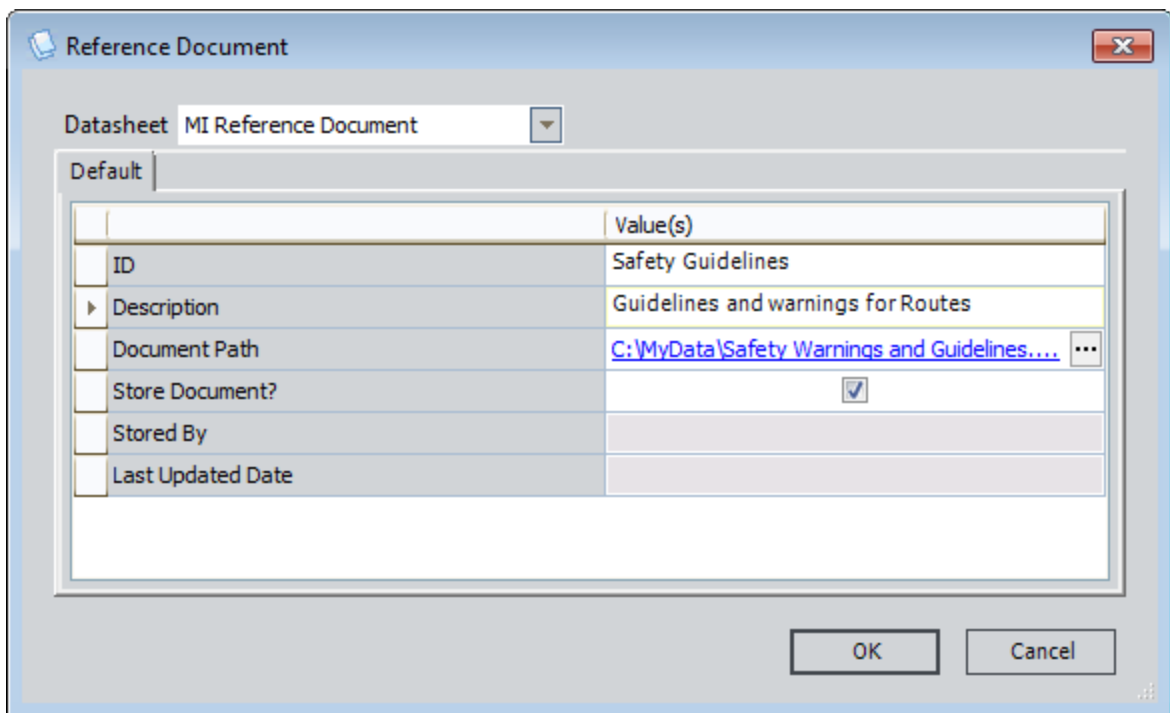 Reference Document
Datasheet MI Reference Document
Default
Value(s)
ID Safety Guidelines
Description Guidelines and warnings for Routes
Document Path C:\MyData\Safety Warnings and Guidelines.... ...
Store Document?
Stored By
Last Updated Date
OK Cancel